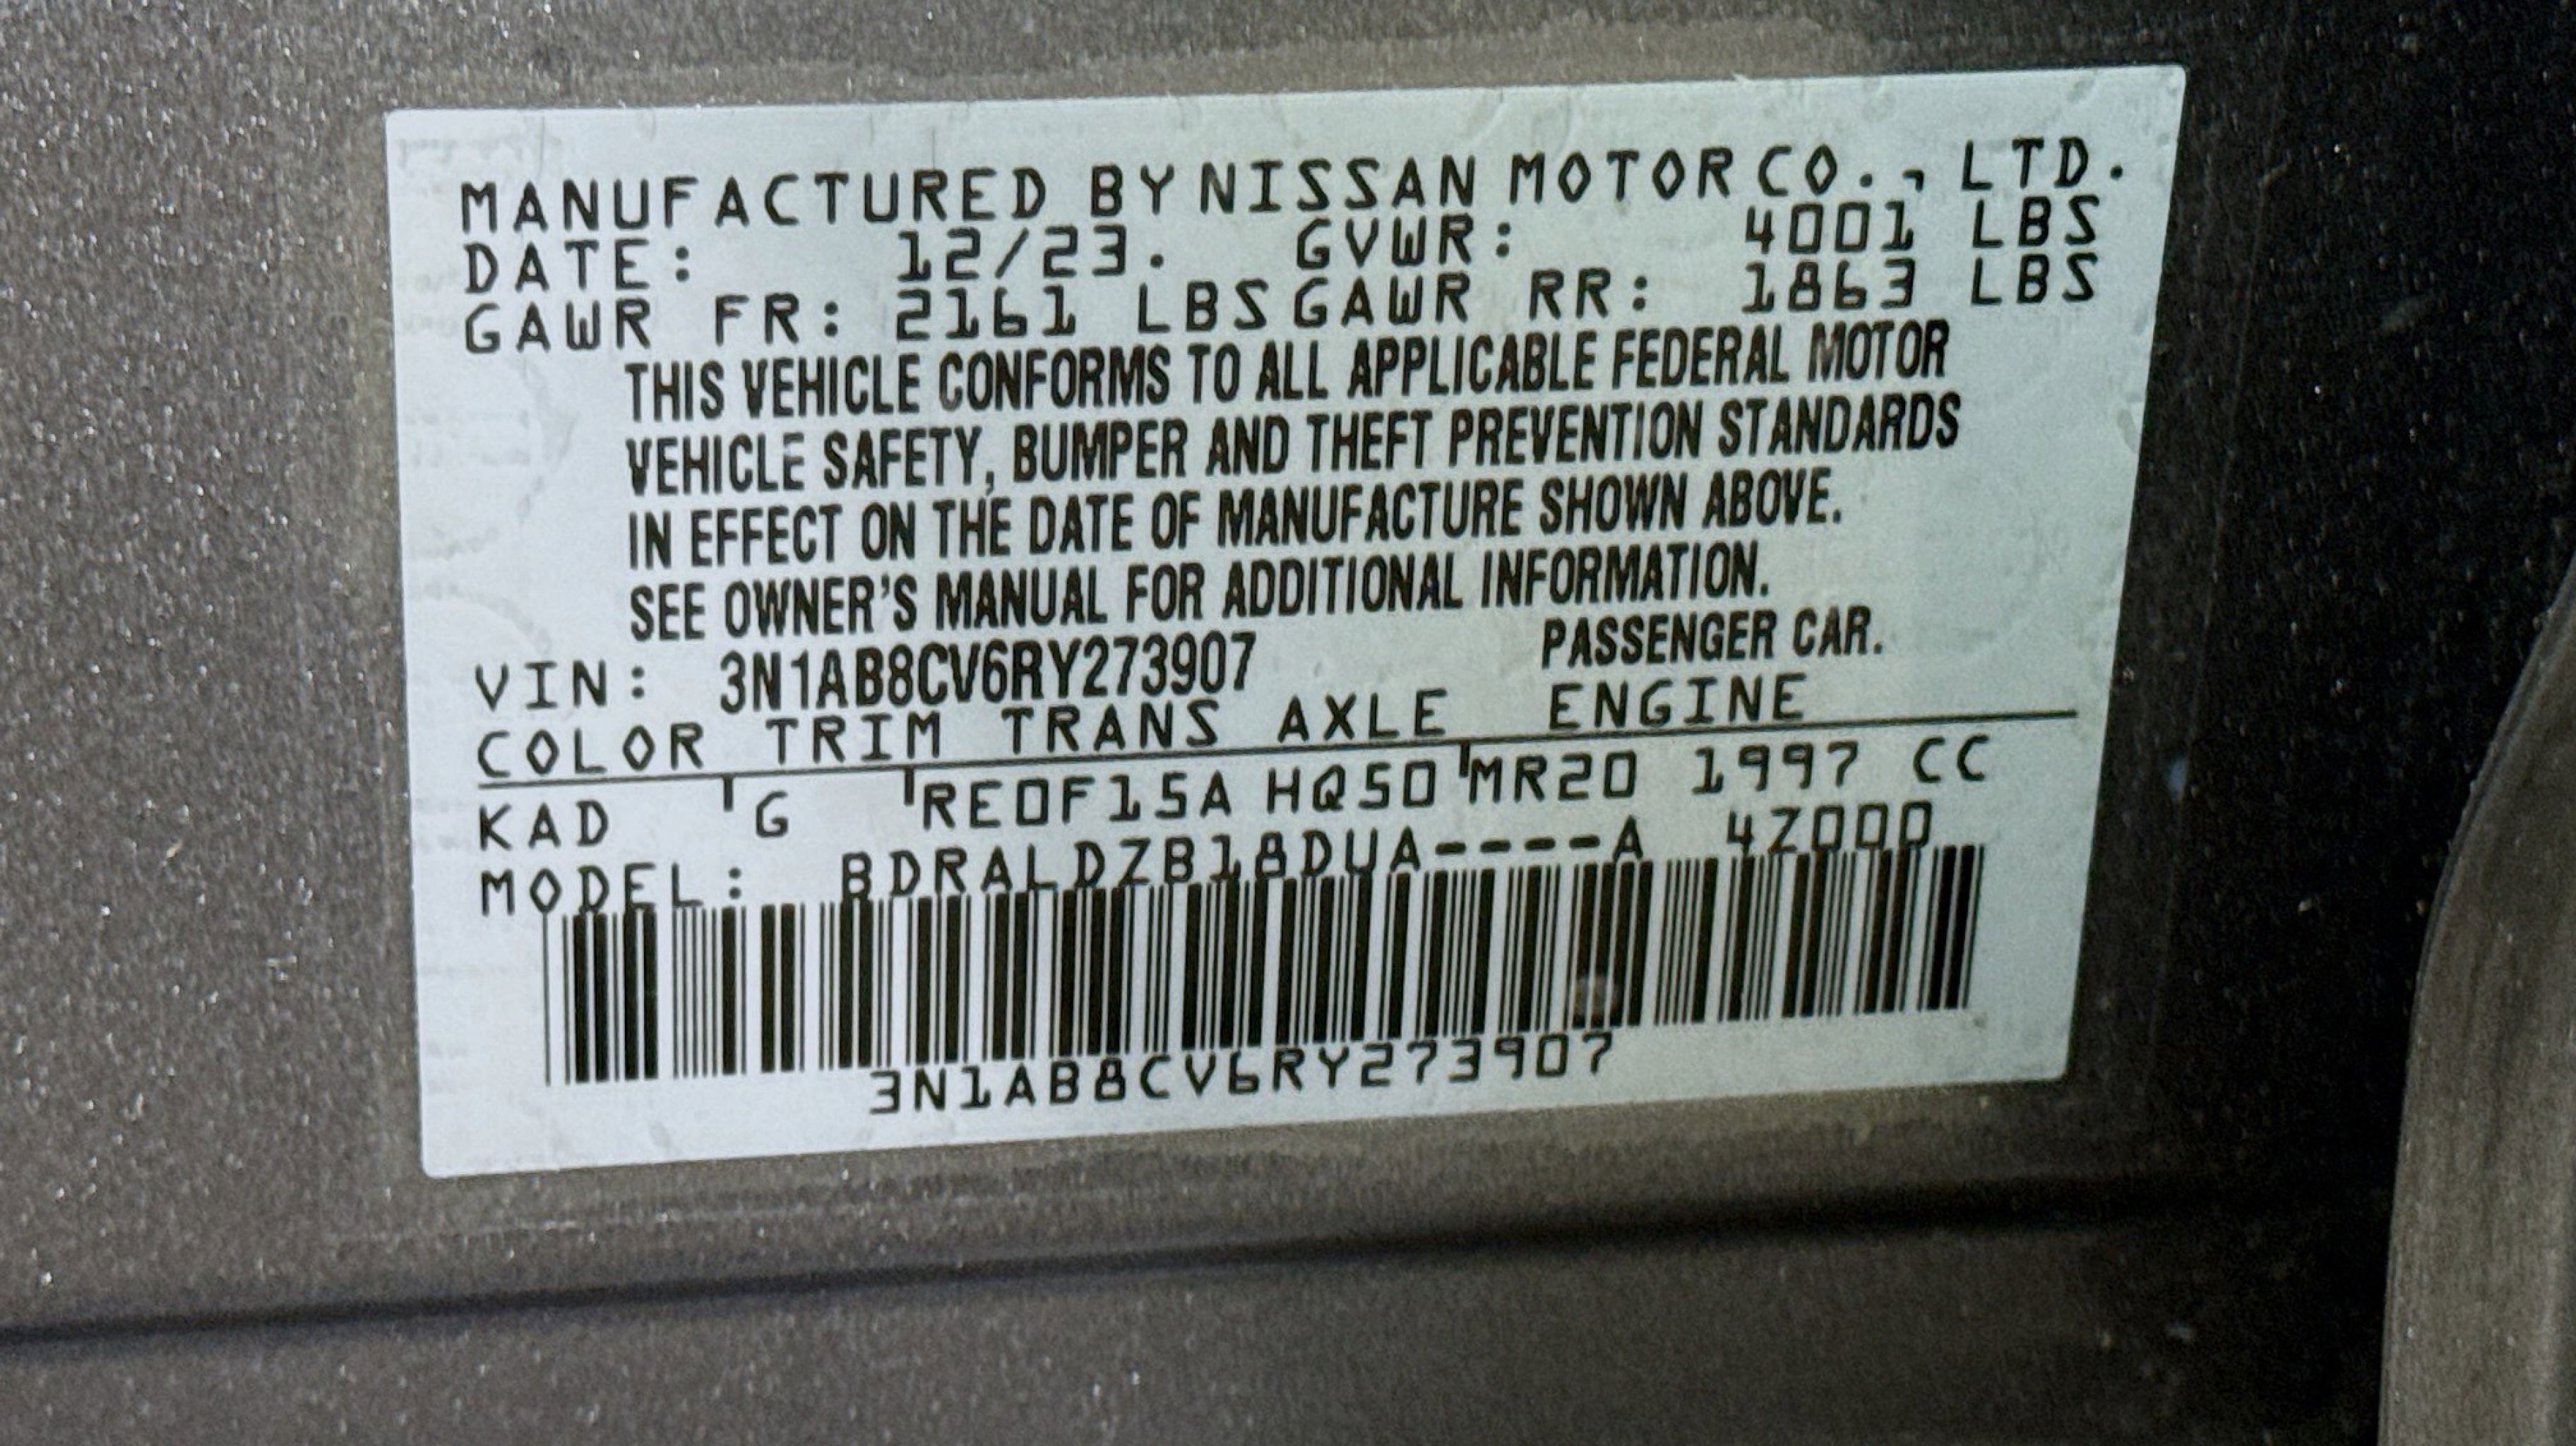 MANUFACTURED BY NISSAN MOTOR CO., LTD.
DATE: 12/23. GVWR: 4001 LBS
GAWR FR: 2161 LBS GAWR RR: 1863 LBS
THIS VEHICLE CONFORMS TO ALL APPLICABLE FEDERAL MOTOR
VEHICLE SAFETY, BUMPER AND THEFT PREVENTION STANDARDS
IN EFFECT ON THE DATE OF MANUFACTURE SHOWN ABOVE.
SEE OWNER'S MANUAL FOR ADDITIONAL INFORMATION.
VIN: 3N1AB8CV6RY273907 PASSENGER CAR.
COLOR TRIM TRANS AXLE ENGINE
KAD G RE0F15A HQ50 MR20 1997 CC
MODEL: BDRALDZB18DUA----A 4Z000
3N1AB8CV6RY273907